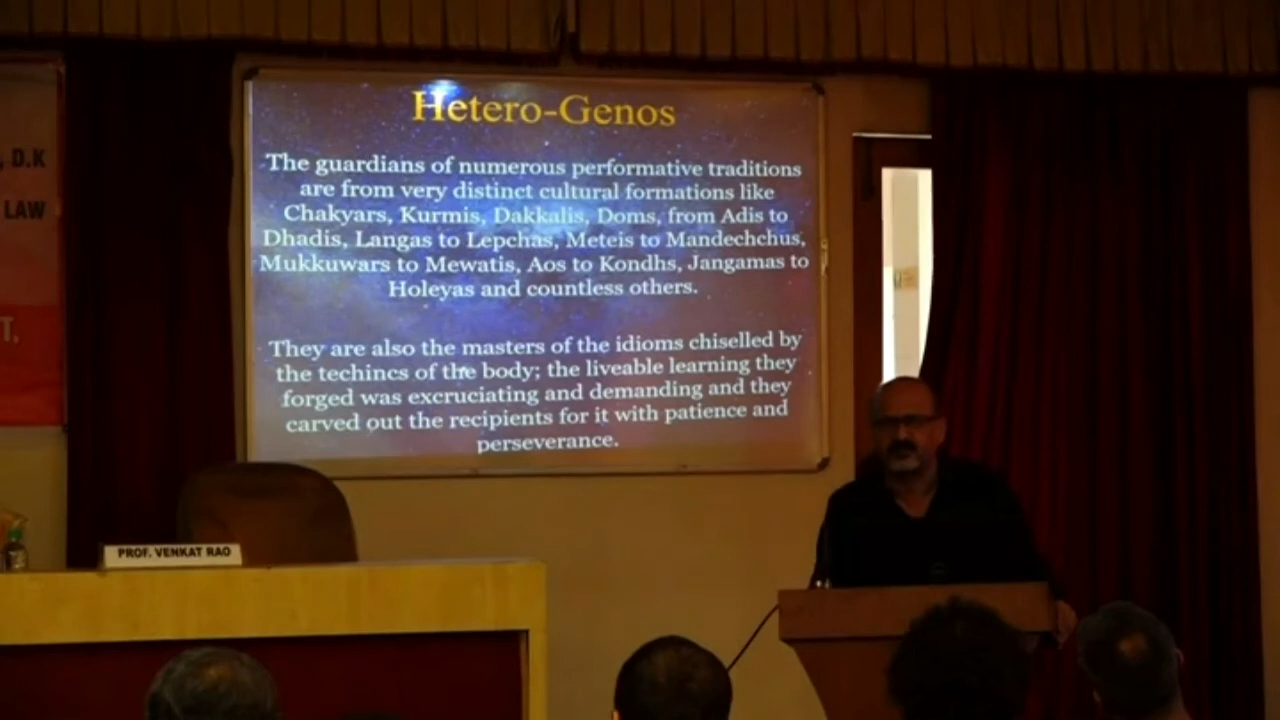 Hetero-Genos
The guardians of numerous performative traditions
are from very distinct cultural formations like
Chakyars, Kurmis, Dakkalis, Doms, from Adis to
Dhadis, Langas to Lepchas, Meteis to Mandechchus,
Mukkuwars to Mewatis, Aos to Kondhs, Jangamas to
Holeyas and countless others.
They are also the masters of the idioms chiselled by
the techincs of the body; the liveable learning they
forged was excruciating and demanding and they
carved out the recipients for it with patience and
perseverance.
, D.K
LAW
T,
PROF. VENKAT RAO